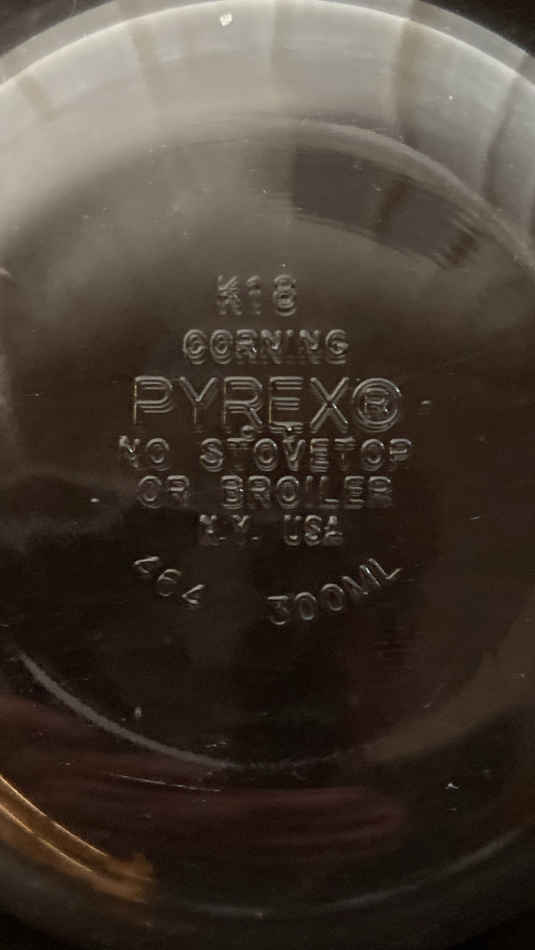 K18
CORNING
PYREX®
NO STOVETOP
OR BROILER
N.Y. USA
464 300ML